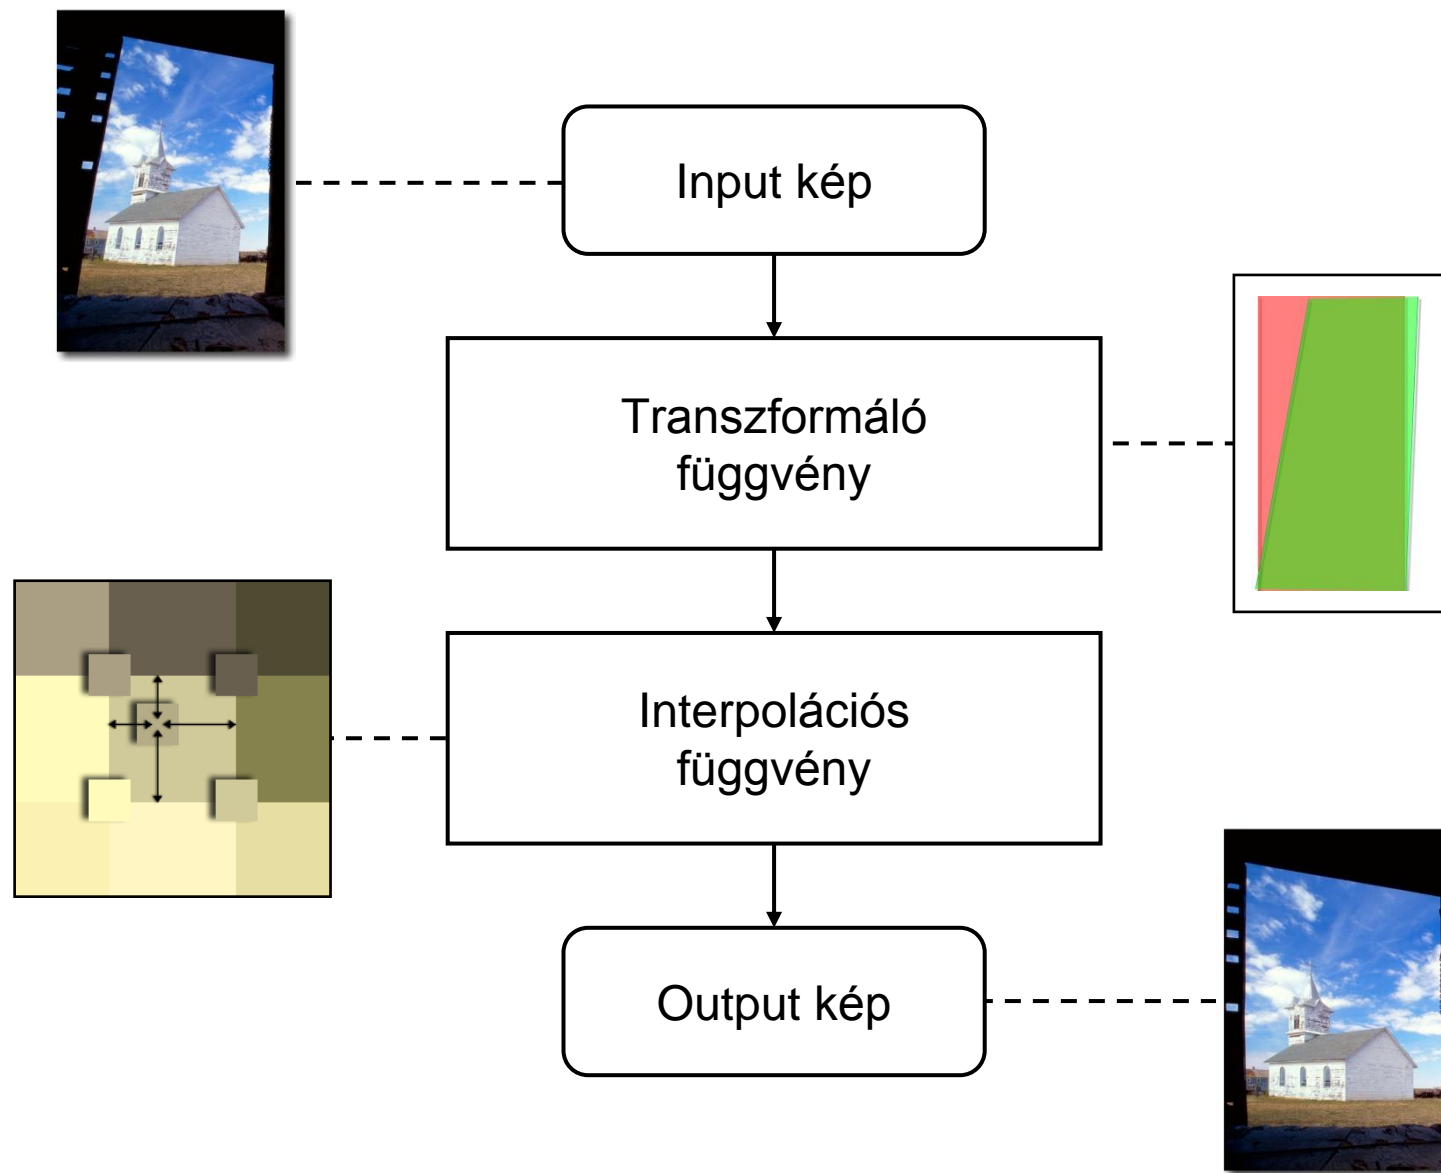 Input kép
Transzformáló
függvény
Interpolációs
függvény
Output kép